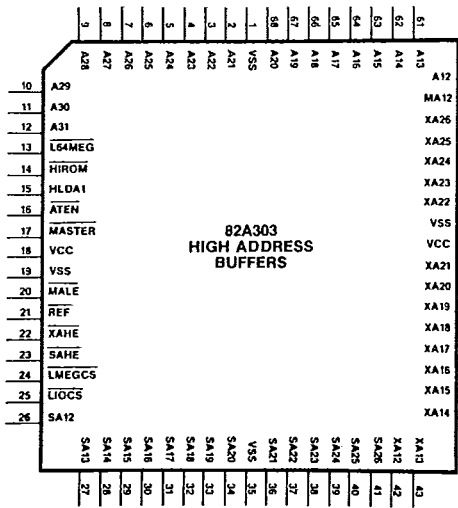 9 8 7 6 5 4 3 2 1 68 67 66 65 64 63 62 61
A28 A27 A26 A25 A24 A23 A22 A21 VSS A20 A19 A18 A17 A16 A15 A14 A13
10 A29
11 A30
12 A31
13 L64MEG
14 HIROM
15 HLDA1
16 ATEN
17 MASTER
18 VCC
19 VSS
20 MALE
21 REF
22 XAHE
23 SAHE
24 LMEGCS
25 LIOCS
26 SA12
82A303
HIGH ADDRESS
BUFFERS
A12
MA12
XA26
XA25
XA24
XA23
XA22
VSS
VCC
XA21
XA20
XA19
XA18
XA17
XA16
XA15
XA14
SA13 SA14 SA15 SA16 SA17 SA18 SA19 SA20 VSS SA21 SA22 SA23 SA24 SA25 SA26 XA12 XA13
27 28 29 30 31 32 33 34 35 36 37 38 39 40 41 42 43